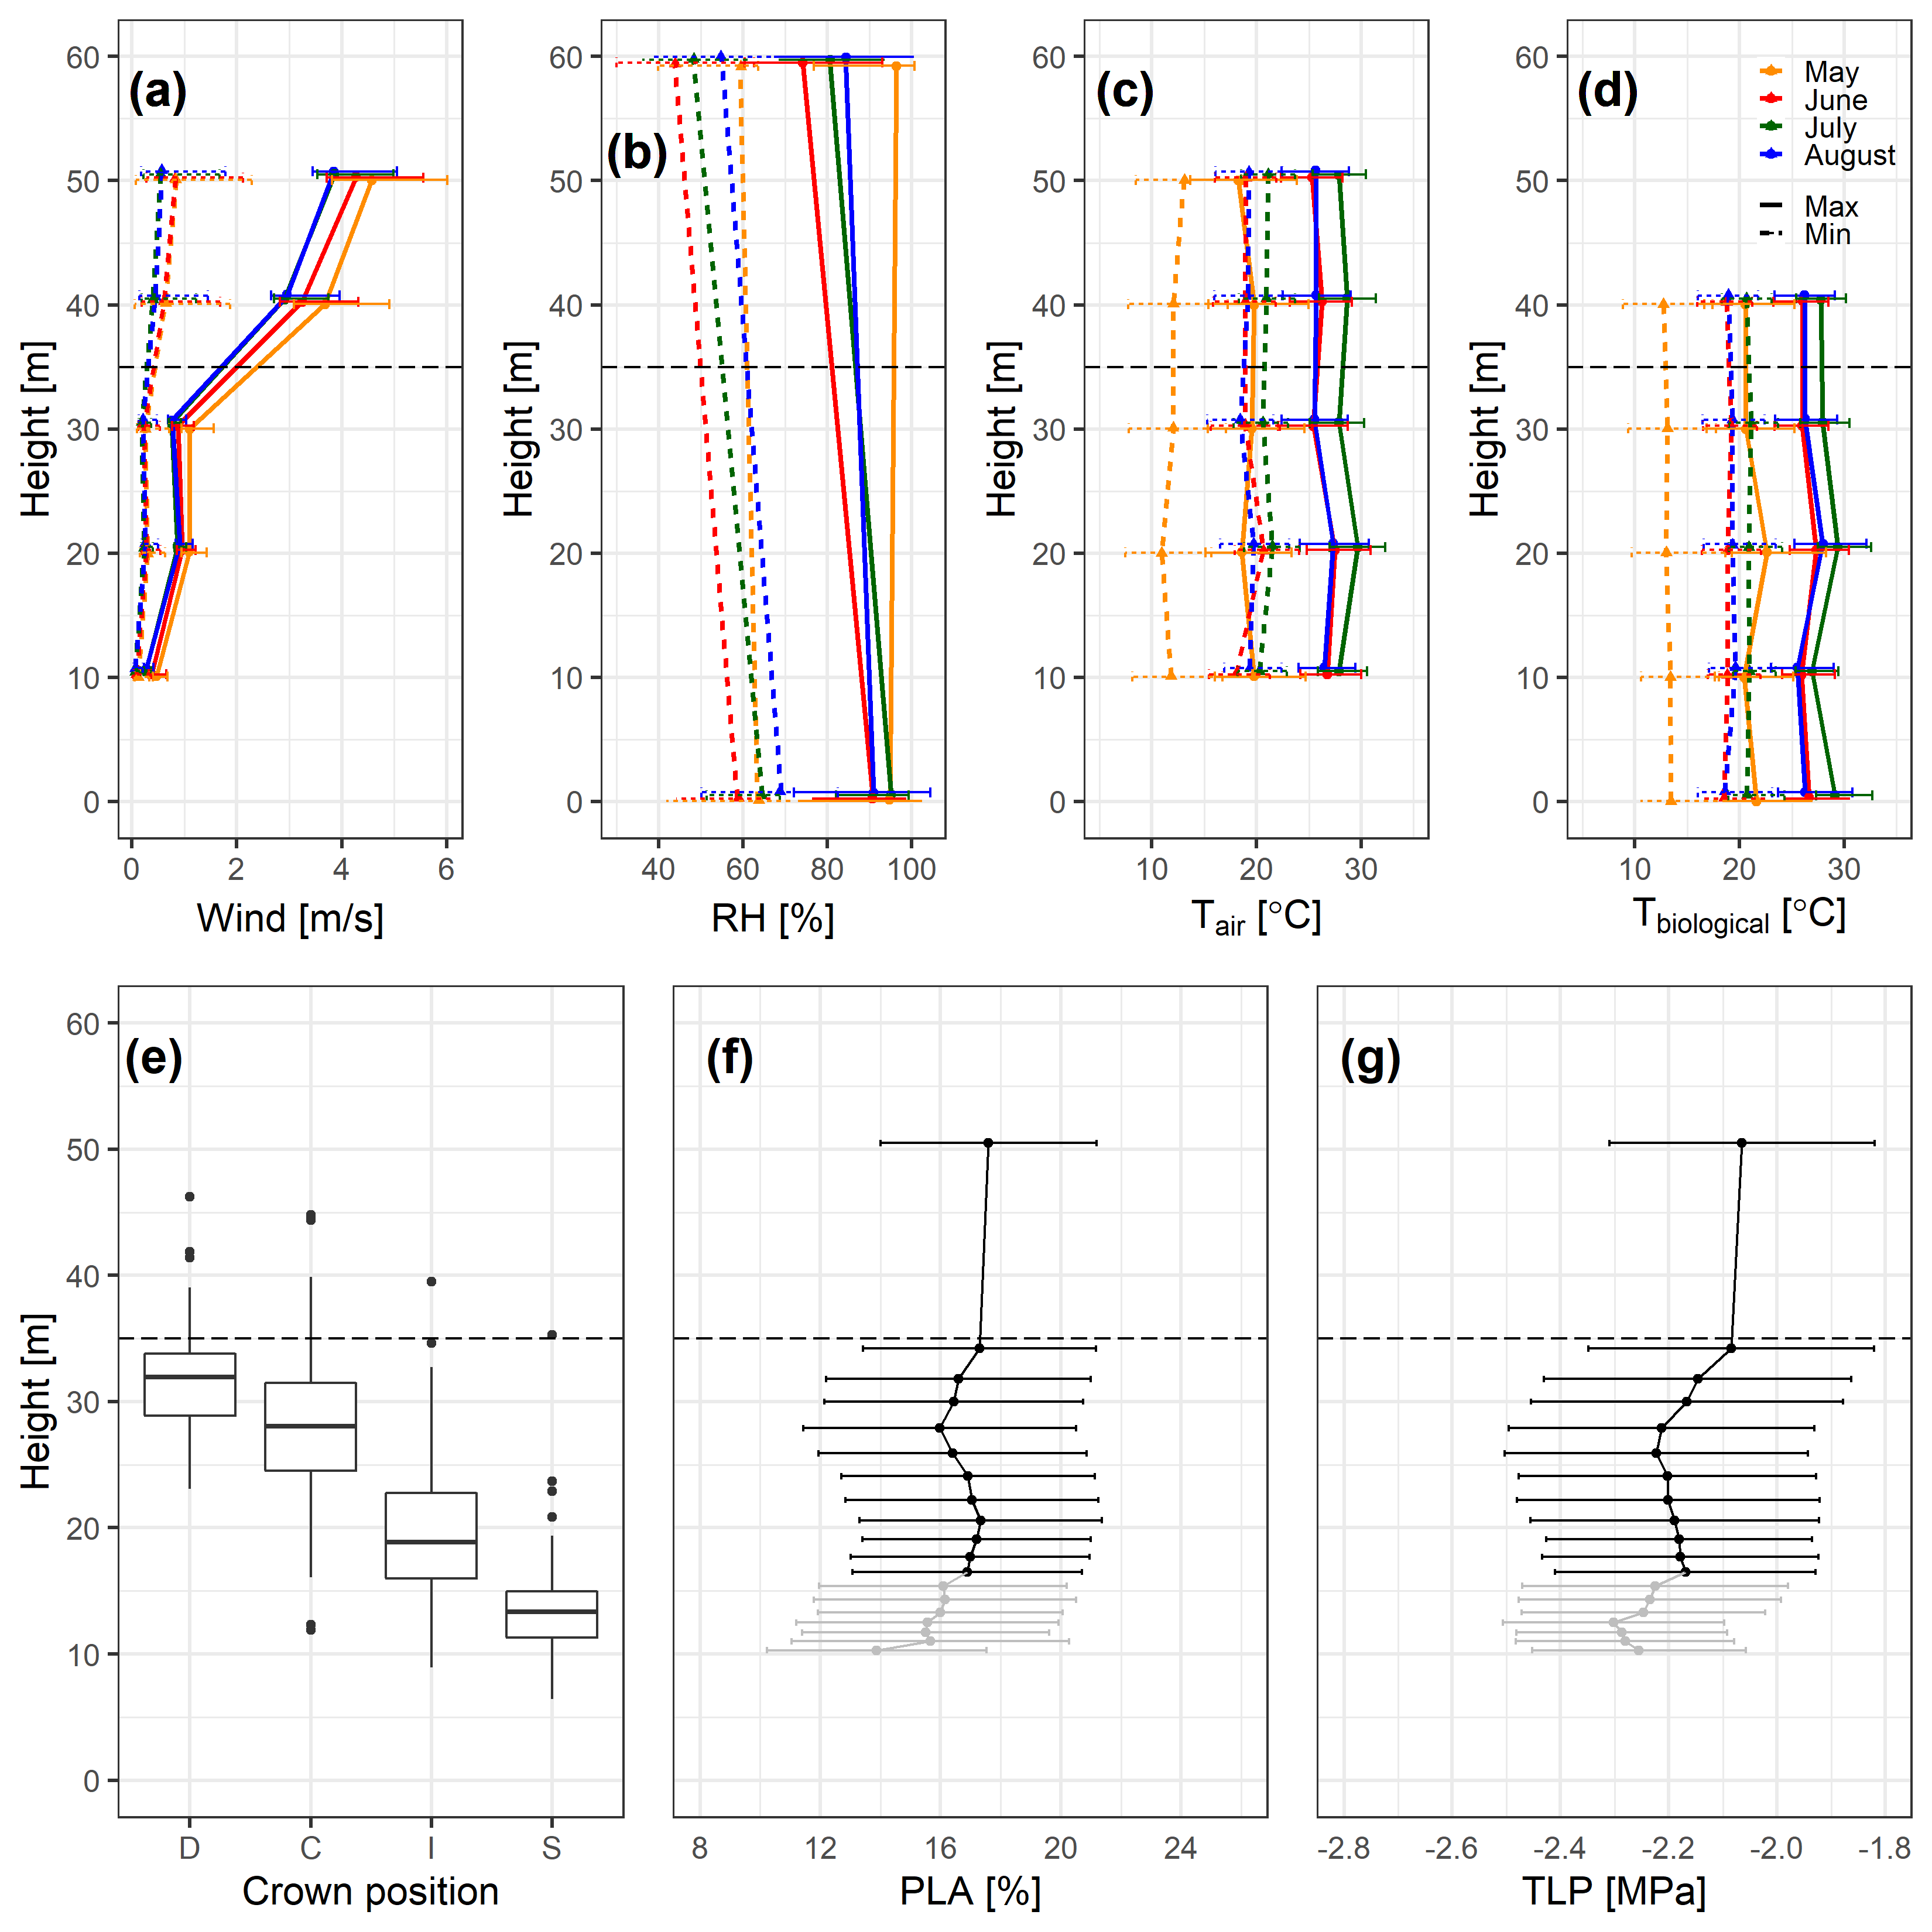 (a)
Height [m]
60
50
40
30
20
10
0
0 2 4 6
Wind [m/s]
(b)
Height [m]
60
50
40
30
20
10
0
40 60 80 100
RH [%]
(c)
Height [m]
60
50
40
30
20
10
0
10 20 30
Tair [°C]
(d)
May
June
July
August
Max
Min
Height [m]
60
50
40
30
20
10
0
10 20 30
Tbiological [°C]
(e)
Height [m]
60
50
40
30
20
10
0
D C I S
Crown position
(f)
8 12 16 20 24
PLA [%]
(g)
-2.8 -2.6 -2.4 -2.2 -2.0 -1.8
TLP [MPa]